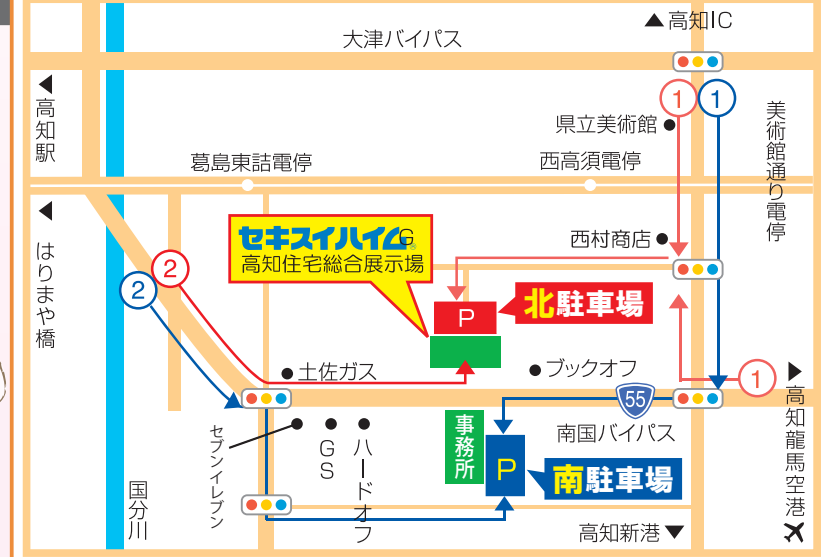 ▲高知IC
大津バイパス
◀高知駅
1
1
県立美術館
美術館通り電停
葛島東詰電停
西高須電停
◀はりまや橋
セキスイハイムG
高知住宅総合展示場
西村商店
2
2
P
北駐車場
土佐ガス
ブックオフ
1
▶高知龍馬空港
55
南国バイパス
セブンイレブン
GS
ハードオフ
事務所
P
南駐車場
国分川
高知新港▼